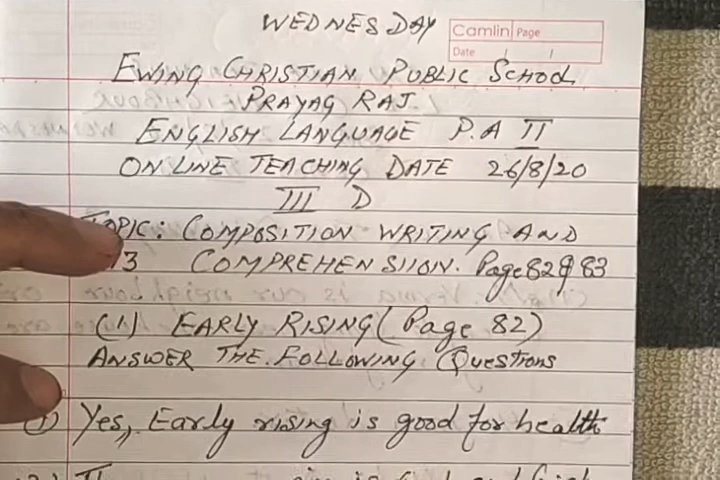 WEDNESDAY
Camlin Page
Date / /
EWING CHRISTIAN PUBLIC SCHOOL
PRAYAG RAJ
ENGLISH LANGUAGE P.A II
ONLINE TEACHING DATE 26/8/20
III D
TOPIC: COMPOSITION WRITING AND
13 COMPREHENSIION. Page 82 & 83
(1) EARLY RISING (Page 82)
ANSWER THE FOLLOWING Questions
① Yes, Early rising is good for health